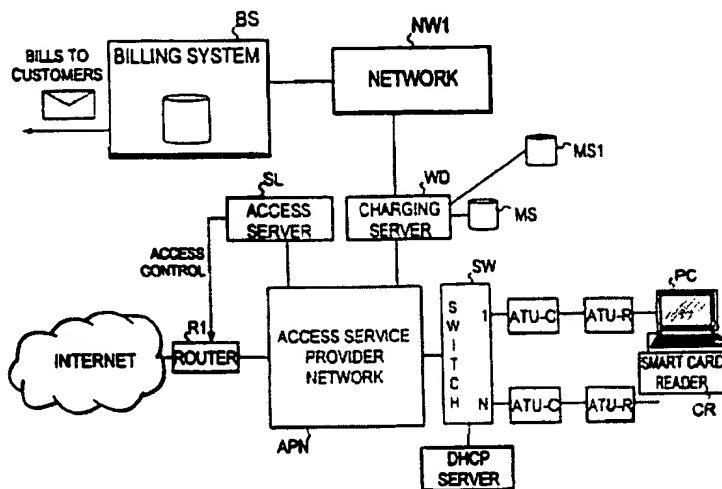 BS
NW1
BILLS TO
CUSTOMERS
BILLING SYSTEM
NETWORK
MS1
SL
WD
MS
ACCESS
SERVER
CHARGING
SERVER
ACCESS
CONTROL
SW
PC
R1
INTERNET
ROUTER
ACCESS SERVICE
PROVIDER
NETWORK
SWITCH
1
ATU-C
ATU-R
SMART CARD
READER
N
ATU-C
ATU-R
CR
APN
DHCP
SERVER